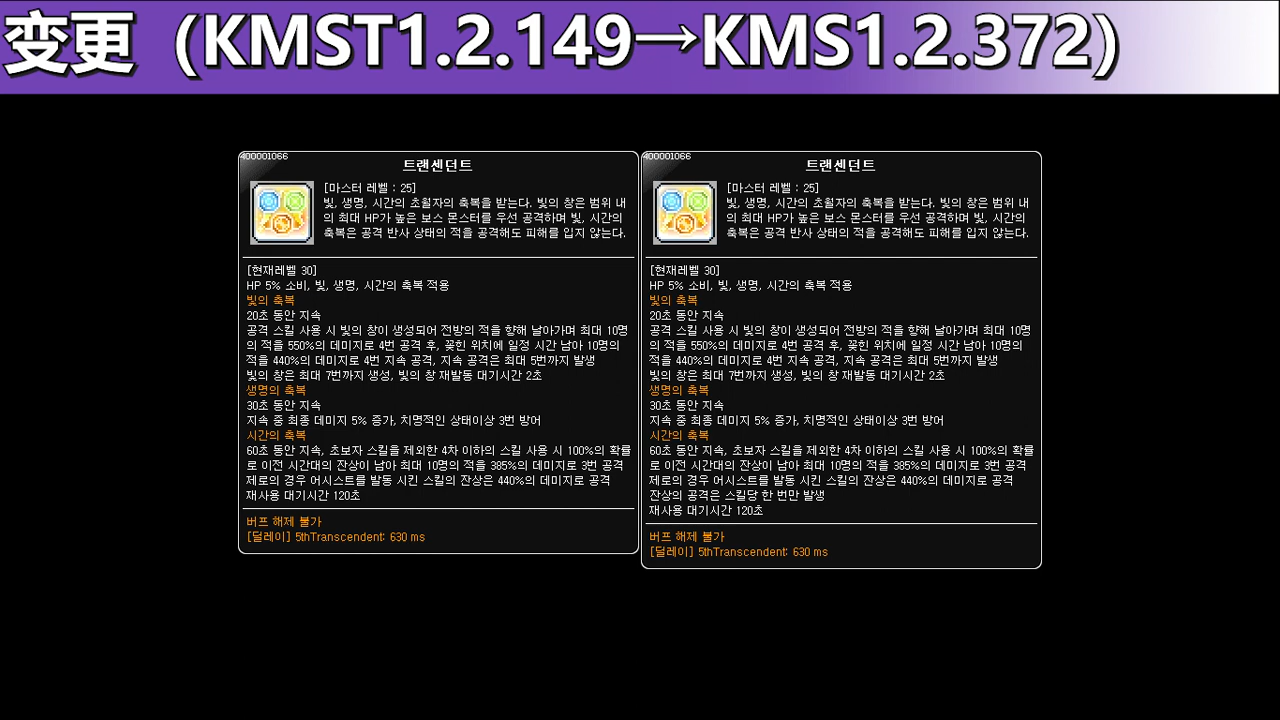 变更（KMST1.2.149→KMS1.2.372）
400001066
트랜센던트
[마스터 레벨 : 25]
빛, 생명, 시간의 초월자의 축복을 받는다. 빛의 창은 범위 내
의 최대 HP가 높은 보스 몬스터를 우선 공격하며 빛, 시간의
축복은 공격 반사 상태의 적을 공격해도 피해를 입지 않는다.
[현재레벨 30]
HP 5% 소비, 빛, 생명, 시간의 축복 적용
빛의 축복
20초 동안 지속
공격 스킬 사용 시 빛의 창이 생성되어 전방의 적을 향해 날아가며 최대 10명
의 적을 550%의 데미지로 4번 공격 후, 꽂힌 위치에 일정 시간 남아 10명의
적을 440%의 데미지로 4번 지속 공격, 지속 공격은 최대 5번까지 발생
빛의 창은 최대 7번까지 생성, 빛의 창 재발동 대기시간 2초
생명의 축복
30초 동안 지속
지속 중 최종 데미지 5% 증가, 치명적인 상태이상 3번 방어
시간의 축복
60초 동안 지속, 초보자 스킬을 제외한 4차 이하의 스킬 사용 시 100%의 확률
로 이전 시간대의 잔상이 남아 최대 10명의 적을 385%의 데미지로 3번 공격
제로의 경우 어시스트를 발동 시킨 스킬의 잔상은 440%의 데미지로 공격
재사용 대기시간 120초
버프 해제 불가
[딜레이] 5thTranscendent: 630 ms
400001066
트랜센던트
[마스터 레벨 : 25]
빛, 생명, 시간의 초월자의 축복을 받는다. 빛의 창은 범위 내
의 최대 HP가 높은 보스 몬스터를 우선 공격하며 빛, 시간의
축복은 공격 반사 상태의 적을 공격해도 피해를 입지 않는다.
[현재레벨 30]
HP 5% 소비, 빛, 생명, 시간의 축복 적용
빛의 축복
20초 동안 지속
공격 스킬 사용 시 빛의 창이 생성되어 전방의 적을 향해 날아가며 최대 10명
의 적을 550%의 데미지로 4번 공격 후, 꽂힌 위치에 일정 시간 남아 10명의
적을 440%의 데미지로 4번 지속 공격, 지속 공격은 최대 5번까지 발생
빛의 창은 최대 7번까지 생성, 빛의 창 재발동 대기시간 2초
생명의 축복
30초 동안 지속
지속 중 최종 데미지 5% 증가, 치명적인 상태이상 3번 방어
시간의 축복
60초 동안 지속, 초보자 스킬을 제외한 4차 이하의 스킬 사용 시 100%의 확률
로 이전 시간대의 잔상이 남아 최대 10명의 적을 385%의 데미지로 3번 공격
제로의 경우 어시스트를 발동 시킨 스킬의 잔상은 440%의 데미지로 공격
잔상의 공격은 스킬당 한 번만 발생
재사용 대기시간 120초
버프 해제 불가
[딜레이] 5thTranscendent: 630 ms